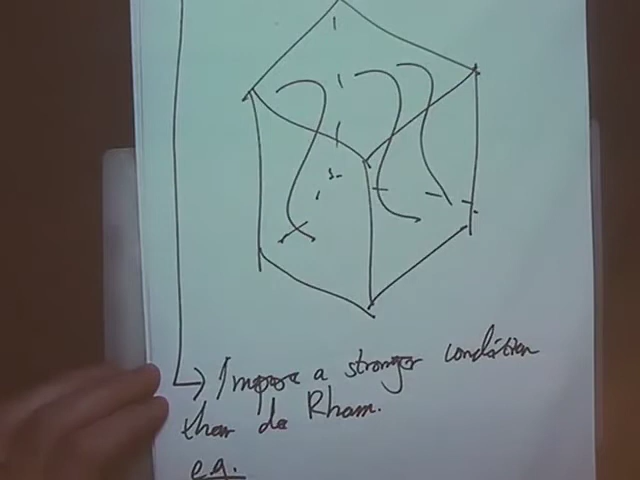 Impose a stronger condition
than de Rham.
e.g.